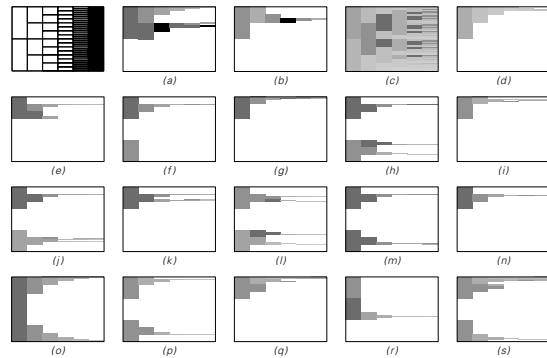 (a) (b) (c) (d)
(e) (f) (g) (h) (i)
(j) (k) (l) (m) (n)
(o) (p) (q) (r) (s)